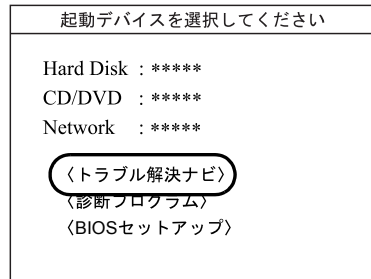 起動デバイスを選択してください
Hard Disk : *****
CD/DVD : *****
Network : *****
〈トラブル解決ナビ〉
〈診断プログラム〉
〈BIOSセットアップ〉